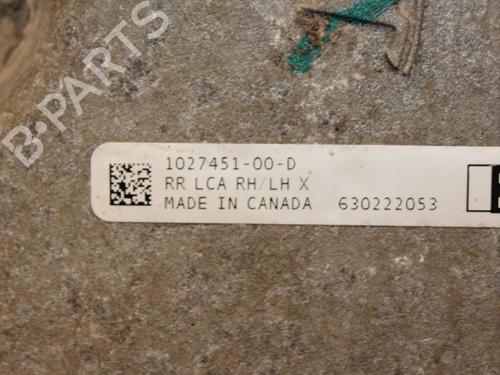 B-PARTS
1027451-00-D
RR LCA RH/LH X
MADE IN CANADA 630222053